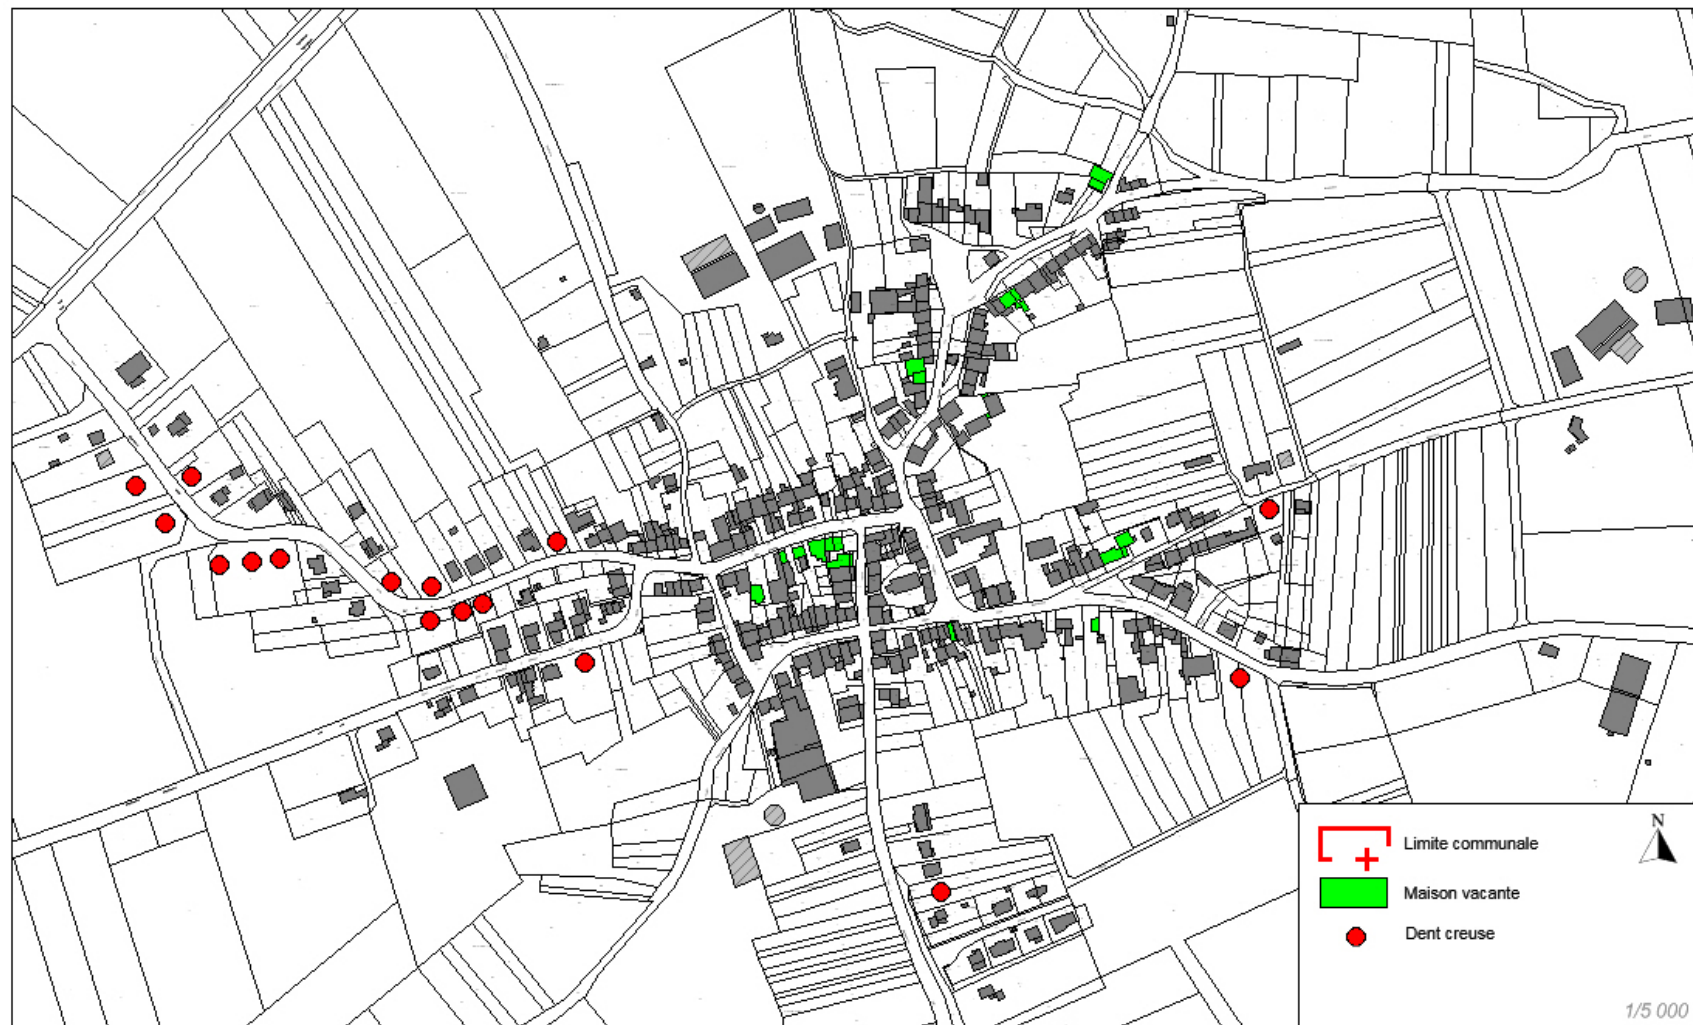 N
Limite communale
Maison vacante
Dent creuse
1/5 000